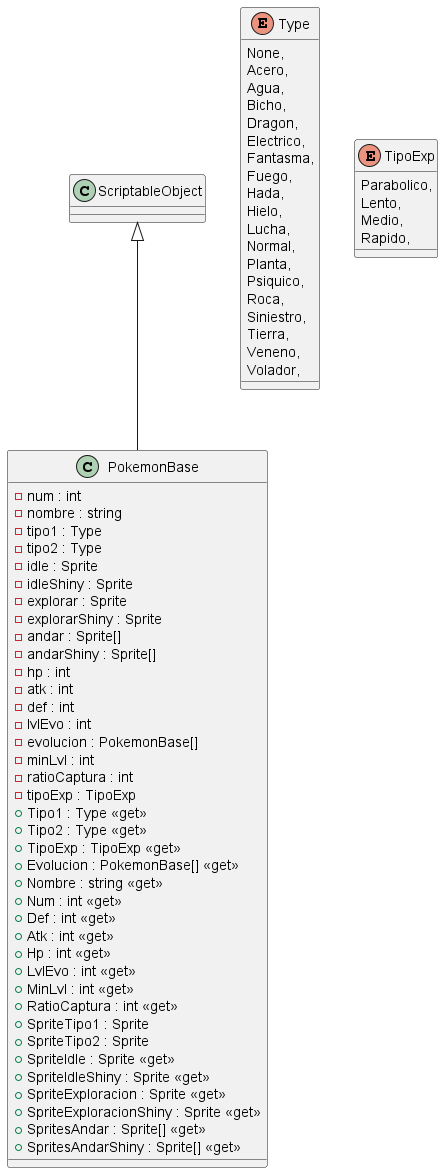 E Type
None,
Acero,
Agua,
Bicho,
Dragon,
Electrico,
Fantasma,
Fuego,
Hada,
Hielo,
Lucha,
Normal,
Planta,
Psiquico,
Roca,
Siniestro,
Tierra,
Veneno,
Volador,
E TipoExp
Parabolico,
Lento,
Medio,
Rapido,
C ScriptableObject
C PokemonBase
num : int
nombre : string
tipo1 : Type
tipo2 : Type
idle : Sprite
idleShiny : Sprite
explorar : Sprite
explorarShiny : Sprite
andar : Sprite[]
andarShiny : Sprite[]
hp : int
atk : int
def : int
lvlEvo : int
evolucion : PokemonBase[]
minLvl : int
ratioCaptura : int
tipoExp : TipoExp
Tipo1 : Type «get»
Tipo2 : Type «get»
TipoExp : TipoExp «get»
Evolucion : PokemonBase[] «get»
Nombre : string «get»
Num : int «get»
Def : int «get»
Atk : int «get»
Hp : int «get»
LvlEvo : int «get»
MinLvl : int «get»
RatioCaptura : int «get»
SpriteTipo1 : Sprite
SpriteTipo2 : Sprite
SpriteIdle : Sprite «get»
SpriteIdleShiny : Sprite «get»
SpriteExploracion : Sprite «get»
SpriteExploracionShiny : Sprite «get»
SpritesAndar : Sprite[] «get»
SpritesAndarShiny : Sprite[] «get»